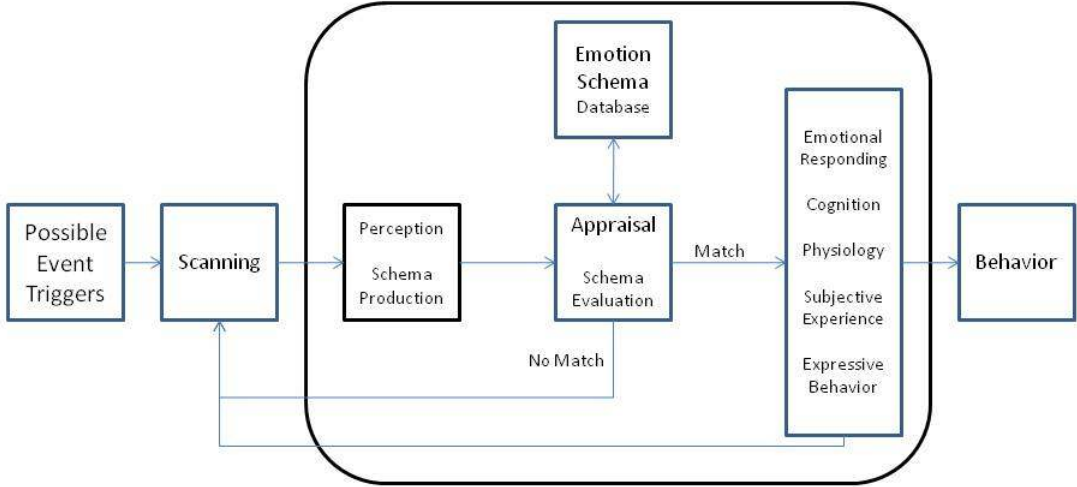 Possible
Event
Triggers
Scanning
Perception
Schema
Production
Emotion
Schema
Database
Appraisal
Schema
Evaluation
Match
No Match
Emotional
Responding
Cognition
Physiology
Subjective
Experience
Expressive
Behavior
Behavior